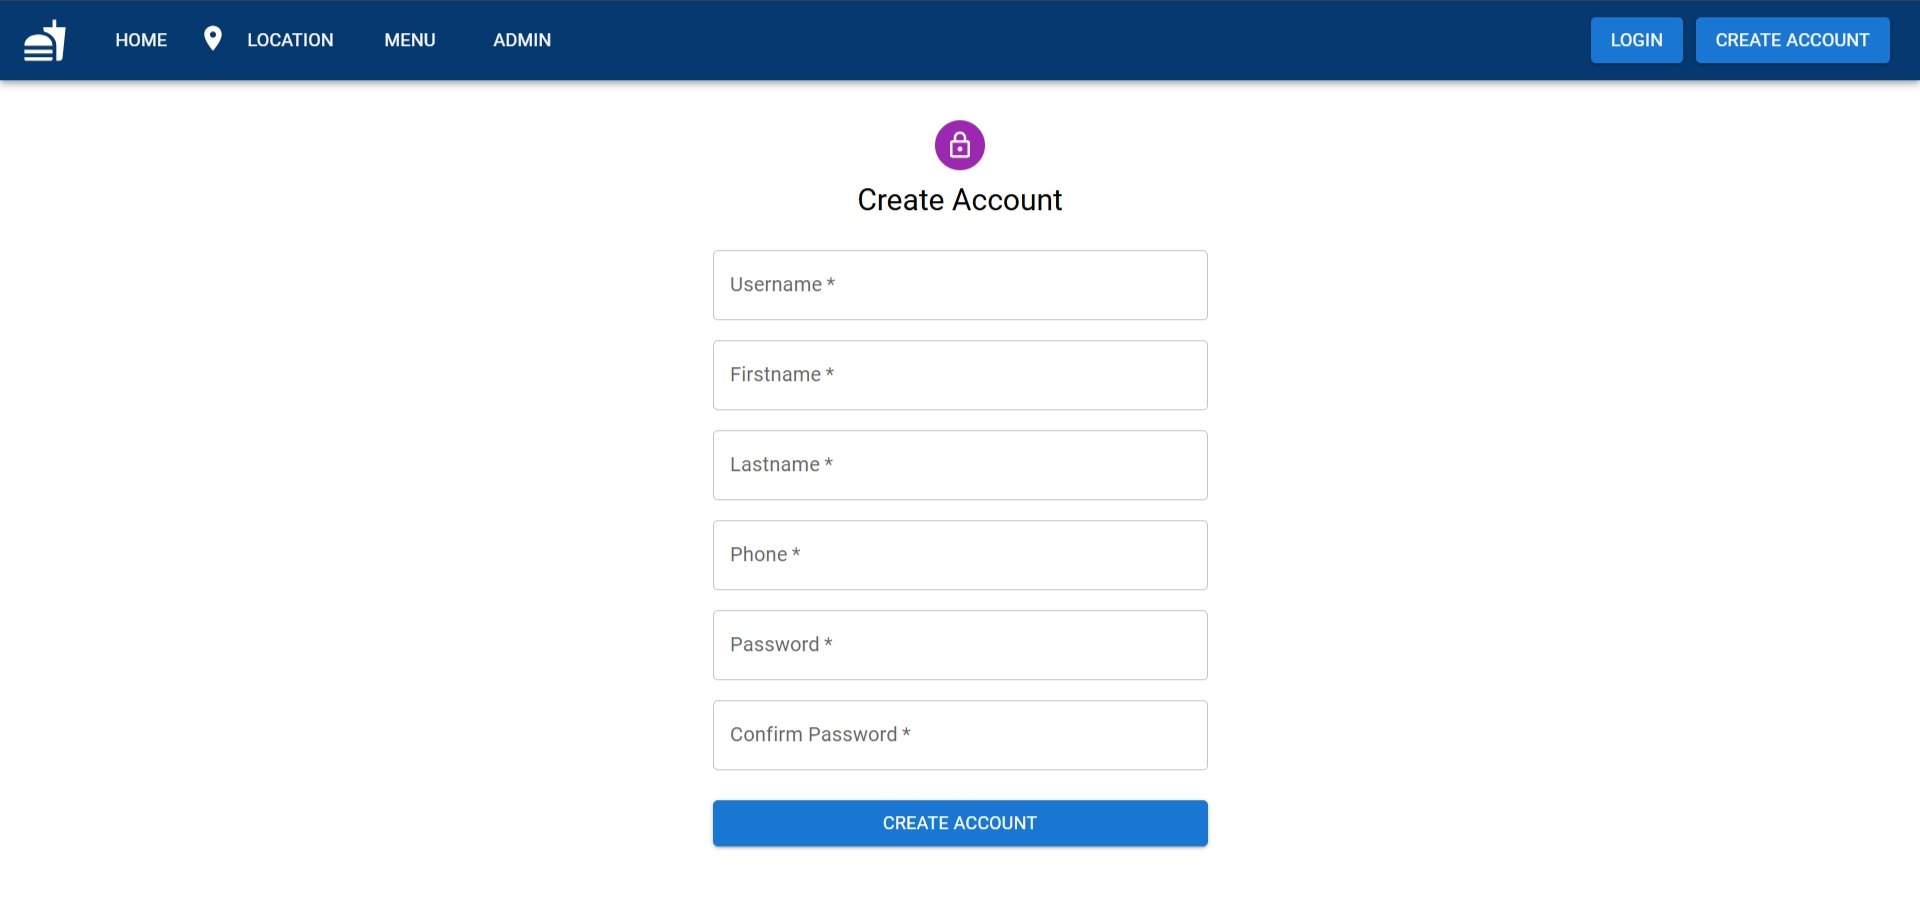 HOME LOCATION MENU ADMIN LOGIN CREATE ACCOUNT
Create Account
Username *
Firstname *
Lastname *
Phone *
Password *
Confirm Password *
CREATE ACCOUNT